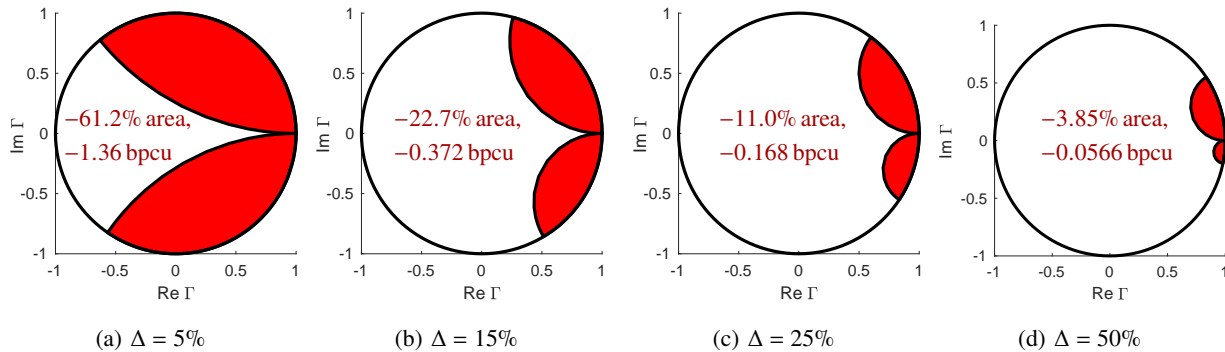 1
0.5
0
-0.5
-1
-1
-0.5
0
0.5
1
Im Γ
Re Γ
−61.2% area,
−1.36 bpcu
(a) Δ = 5%
1
0.5
0
-0.5
-1
-1
-0.5
0
0.5
1
Im Γ
Re Γ
−22.7% area,
−0.372 bpcu
(b) Δ = 15%
1
0.5
0
-0.5
-1
-1
-0.5
0
0.5
1
Im Γ
Re Γ
−11.0% area,
−0.168 bpcu
(c) Δ = 25%
1
0.5
0
-0.5
-1
-1
-0.5
0
0.5
1
Im Γ
Re Γ
−3.85% area,
−0.0566 bpcu
(d) Δ = 50%